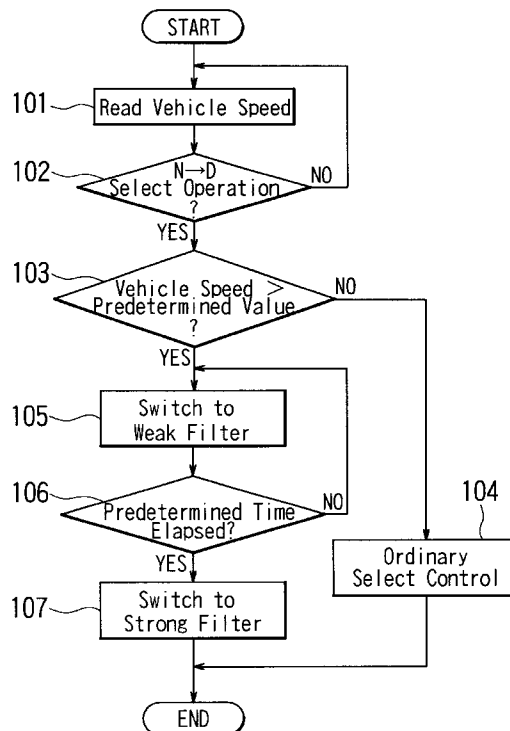 START
101
Read Vehicle Speed
102
N→D
Select Operation
?
NO
YES
103
Vehicle Speed >
Predetermined Value
?
NO
YES
105
Switch to
Weak Filter
106
Predetermined Time
Elapsed?
NO
YES
104
Ordinary
Select Control
107
Switch to
Strong Filter
END